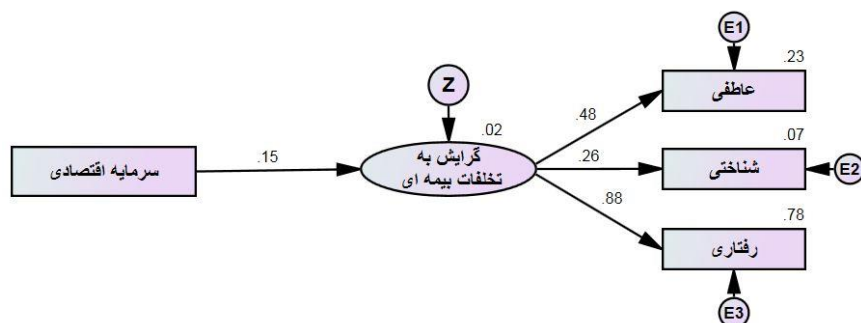 E1
.23
عاطفی
Z
.48
.02
.07
سرمایه اقتصادی
.15
گرایش به
تخلفات بیمه ای
.26
شناختی
E2
.88
.78
رفتاری
E3